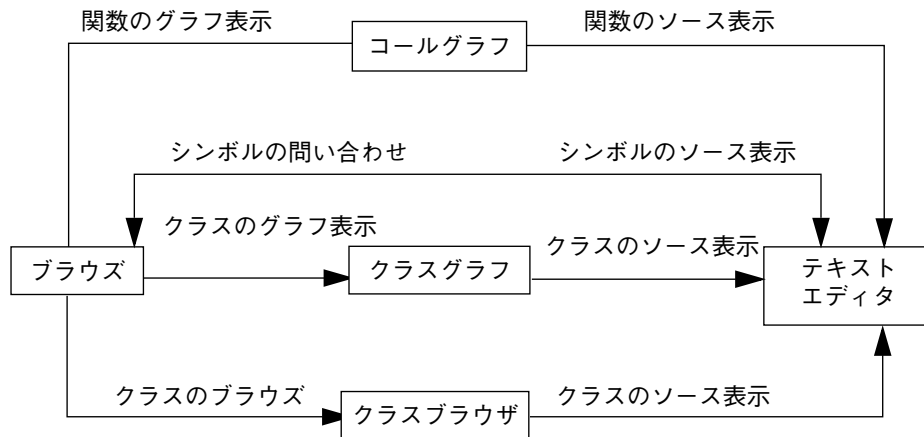 関数のグラフ表示
関数のソース表示
コールグラフ
シンボルの問い合わせ
シンボルのソース表示
クラスのグラフ表示
クラスのソース表示
ブラウズ
クラスグラフ
テキスト
エディタ
クラスのブラウズ
クラスのソース表示
クラスブラウザ